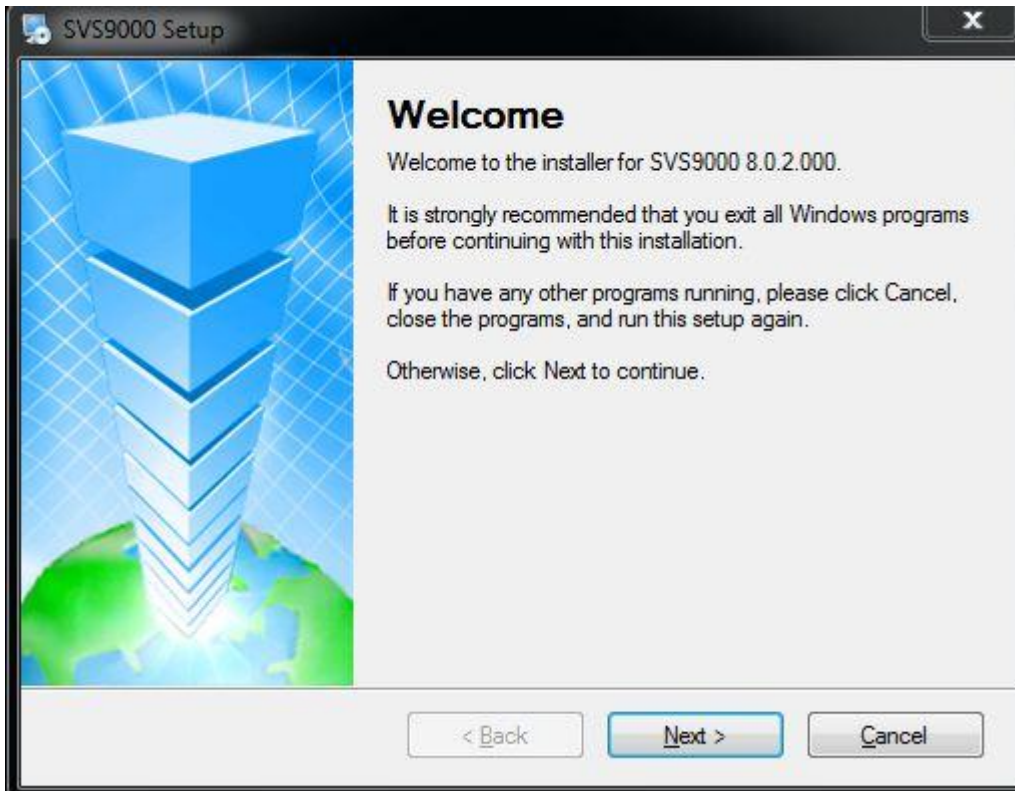 SVS9000 Setup
Welcome
Welcome to the installer for SVS9000 8.0.2.000.
It is strongly recommended that you exit all Windows programs
before continuing with this installation.
If you have any other programs running, please click Cancel,
close the programs, and run this setup again.
Otherwise, click Next to continue.
< Back
Next >
Cancel